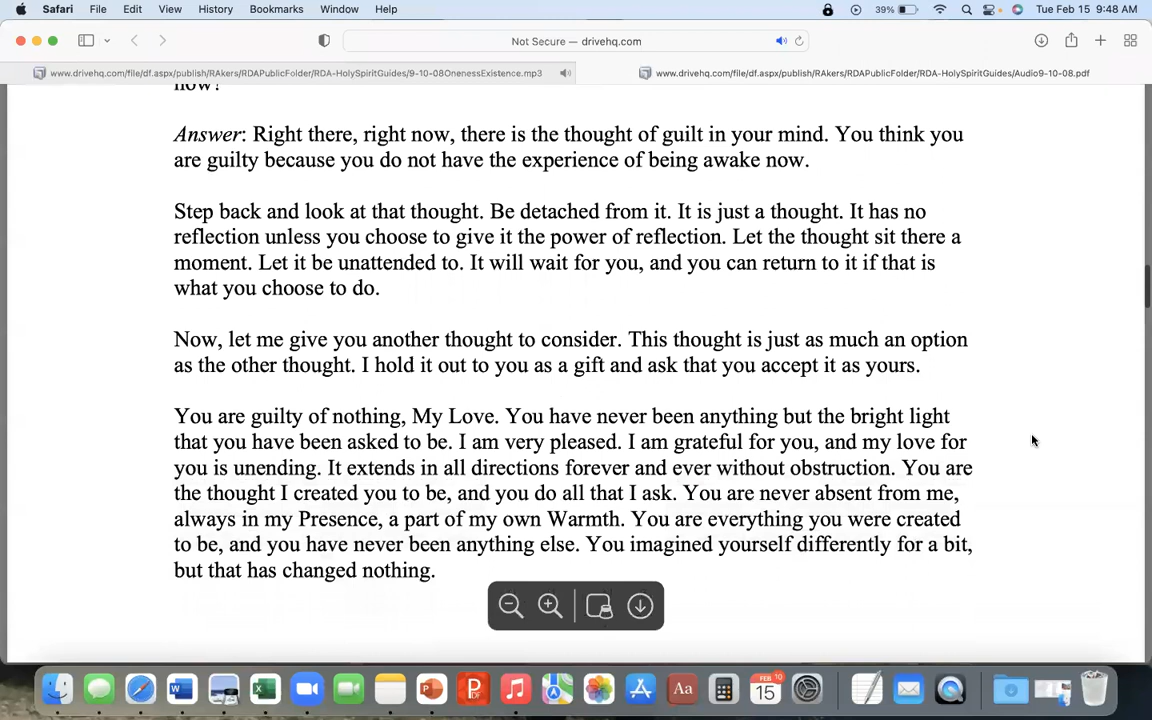 Safari File Edit View History Bookmarks Window Help 39% Tue Feb 15 9:48 AM
Not Secure — drivehq.com
www.drivehq.com/file/df.aspx/publish/RAkers/RDAPublicFolder/RDA-HolySpiritGuides/9-10-08OnenessExistence.mp3 www.drivehq.com/file/df.aspx/publish/RAkers/RDAPublicFolder/RDA-HolySpiritGuides/Audio9-10-08.pdf
now?
Answer: Right there, right now, there is the thought of guilt in your mind. You think you
are guilty because you do not have the experience of being awake now.
Step back and look at that thought. Be detached from it. It is just a thought. It has no
reflection unless you choose to give it the power of reflection. Let the thought sit there a
moment. Let it be unattended to. It will wait for you, and you can return to it if that is
what you choose to do.
Now, let me give you another thought to consider. This thought is just as much an option
as the other thought. I hold it out to you as a gift and ask that you accept it as yours.
You are guilty of nothing, My Love. You have never been anything but the bright light
that you have been asked to be. I am very pleased. I am grateful for you, and my love for
you is unending. It extends in all directions forever and ever without obstruction. You are
the thought I created you to be, and you do all that I ask. You are never absent from me,
always in my Presence, a part of my own Warmth. You are everything you were created
to be, and you have never been anything else. You imagined yourself differently for a bit,
but that has changed nothing.
W X P P PDF A Aa FEB 15